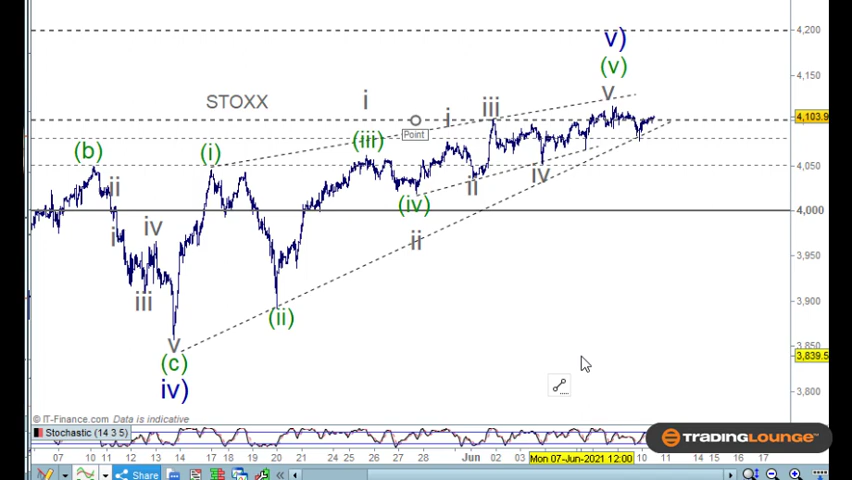 v)
4,200
(v)
4,150
v
STOXX
i
iii
i
4,103.9
Point
(iii)
(b)
(i)
4,050
ii
ii
iv
(iv)
4,000
iv
i
ii
3,950
iii
3,900
(ii)
v
3,850
3,839.5
(c)
iv)
3,800
© IT-Finance.com Data is indicative
Stochastic (14 3 5)
TRADINGLOUNGE™
07 10 11 12 13 14 17 18 19 20 21 24 25 26 27 28 Jun 02 03 Mon 07-Jun-2021 12:00 10 11 14 15 16 17
Share